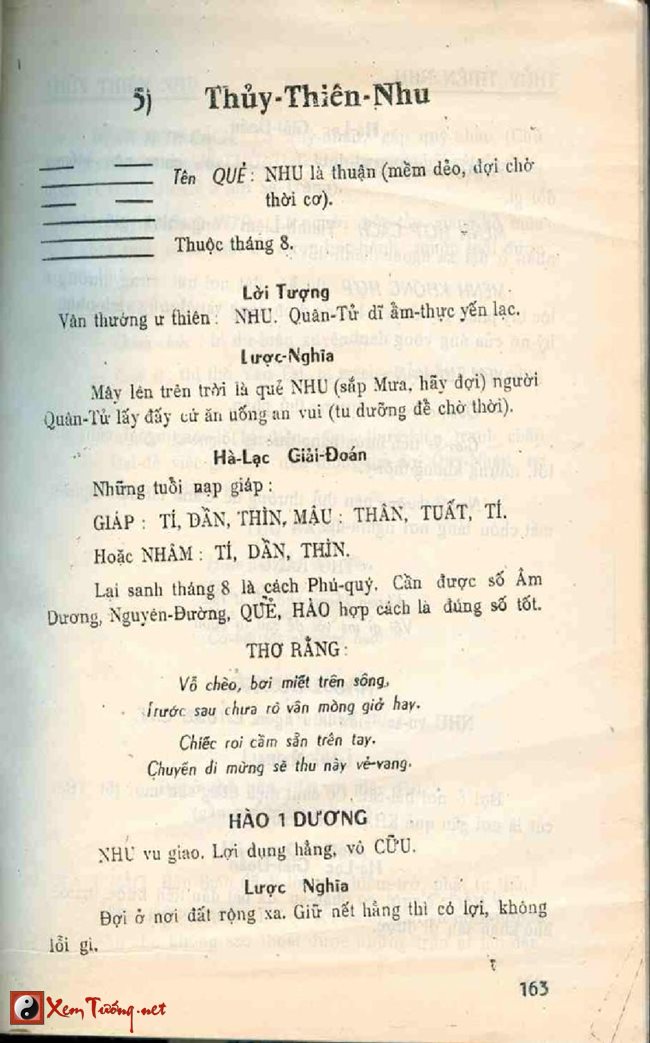 5) Thủy-Thiên-Nhu
Tên QUẺ : NHU là thuận (mềm dẻo, đợi chờ
thời cơ).
Thuộc tháng 8.
Lời Tượng
Vân thướng ư thiên : NHU. Quân-Tử dĩ ẩm-thực yến lạc.
Lược-Nghĩa
Mây lên trên trời là quẻ NHU (sắp Mưa, hãy đợi) người
Quân-Tử lấy đấy cứ ăn uống an vui (tu dưỡng để chờ thời).
Hà-Lạc Giải-Đoán
Những tuổi nạp giáp :
GIÁP : TÍ, DẦN, THÌN, MẬU : THÂN, TUẤT, TÍ.
Hoặc NHÂM : TÍ, DẦN, THÌN.
Lại sanh tháng 8 là cách Phú-quý. Cần được số Âm
Dương, Nguyên-Đường, QUẺ, HÀO hợp cách là đúng số tốt.
THƠ RẰNG :
Vỗ chèo, bơi miết trên sông,
Trước sau chưa rõ vân mòng giở hay.
Chiếc roi cầm sẵn trên tay.
Chuyến đi mừng sẽ thu này vẻ-vang.
HÀO 1 DƯƠNG
NHU vu giao. Lợi dụng hằng, vô CỮU.
Lược Nghĩa
Đợi ở nơi đất rộng xa. Giữ nết hằng thì có lợi, không
lỗi gì.
163
XemTướng.net